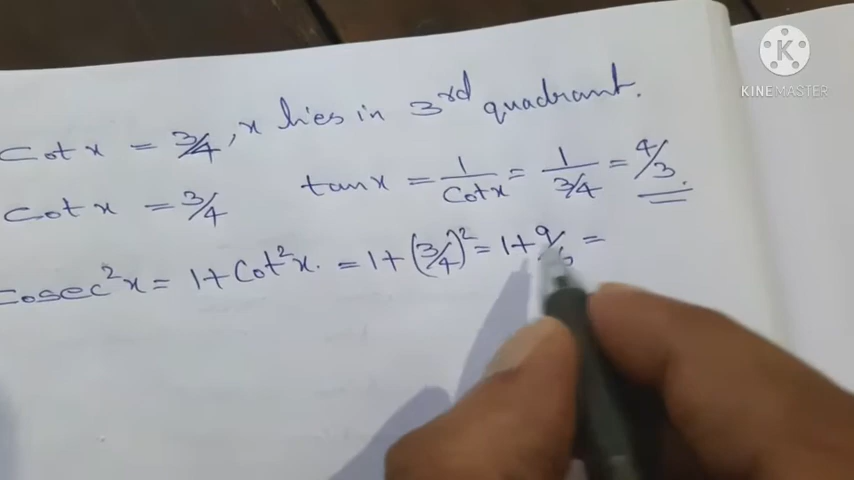 K
KINEMASTER
Cot x = 3/4, x lies in 3rd quadrant.
Cot x = 3/4 tan x = 1/Cot x = 1/(3/4) = 4/3.
Cosec²x = 1 + Cot²x. = 1 + (3/4)² = 1 + 9/ =